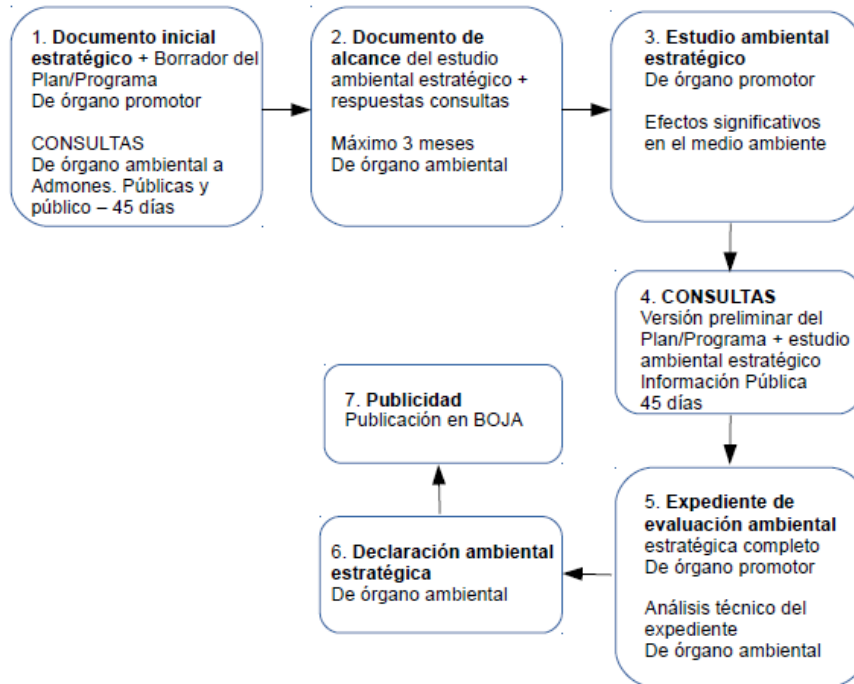 1. Documento inicial
estratégico + Borrador del
Plan/Programa
De órgano promotor
CONSULTAS
De órgano ambiental a
Admones. Públicas y
público – 45 días
2. Documento de
alcance del estudio
ambiental estratégico +
respuestas consultas
Máximo 3 meses
De órgano ambiental
3. Estudio ambiental
estratégico
De órgano promotor
Efectos significativos
en el medio ambiente
4. CONSULTAS
Versión preliminar del
Plan/Programa + estudio
ambiental estratégico
Información Pública
45 días
5. Expediente de
evaluación ambiental
estratégica completo
De órgano promotor
Análisis técnico del
expediente
De órgano ambiental
6. Declaración ambiental
estratégica
De órgano ambiental
7. Publicidad
Publicación en BOJA